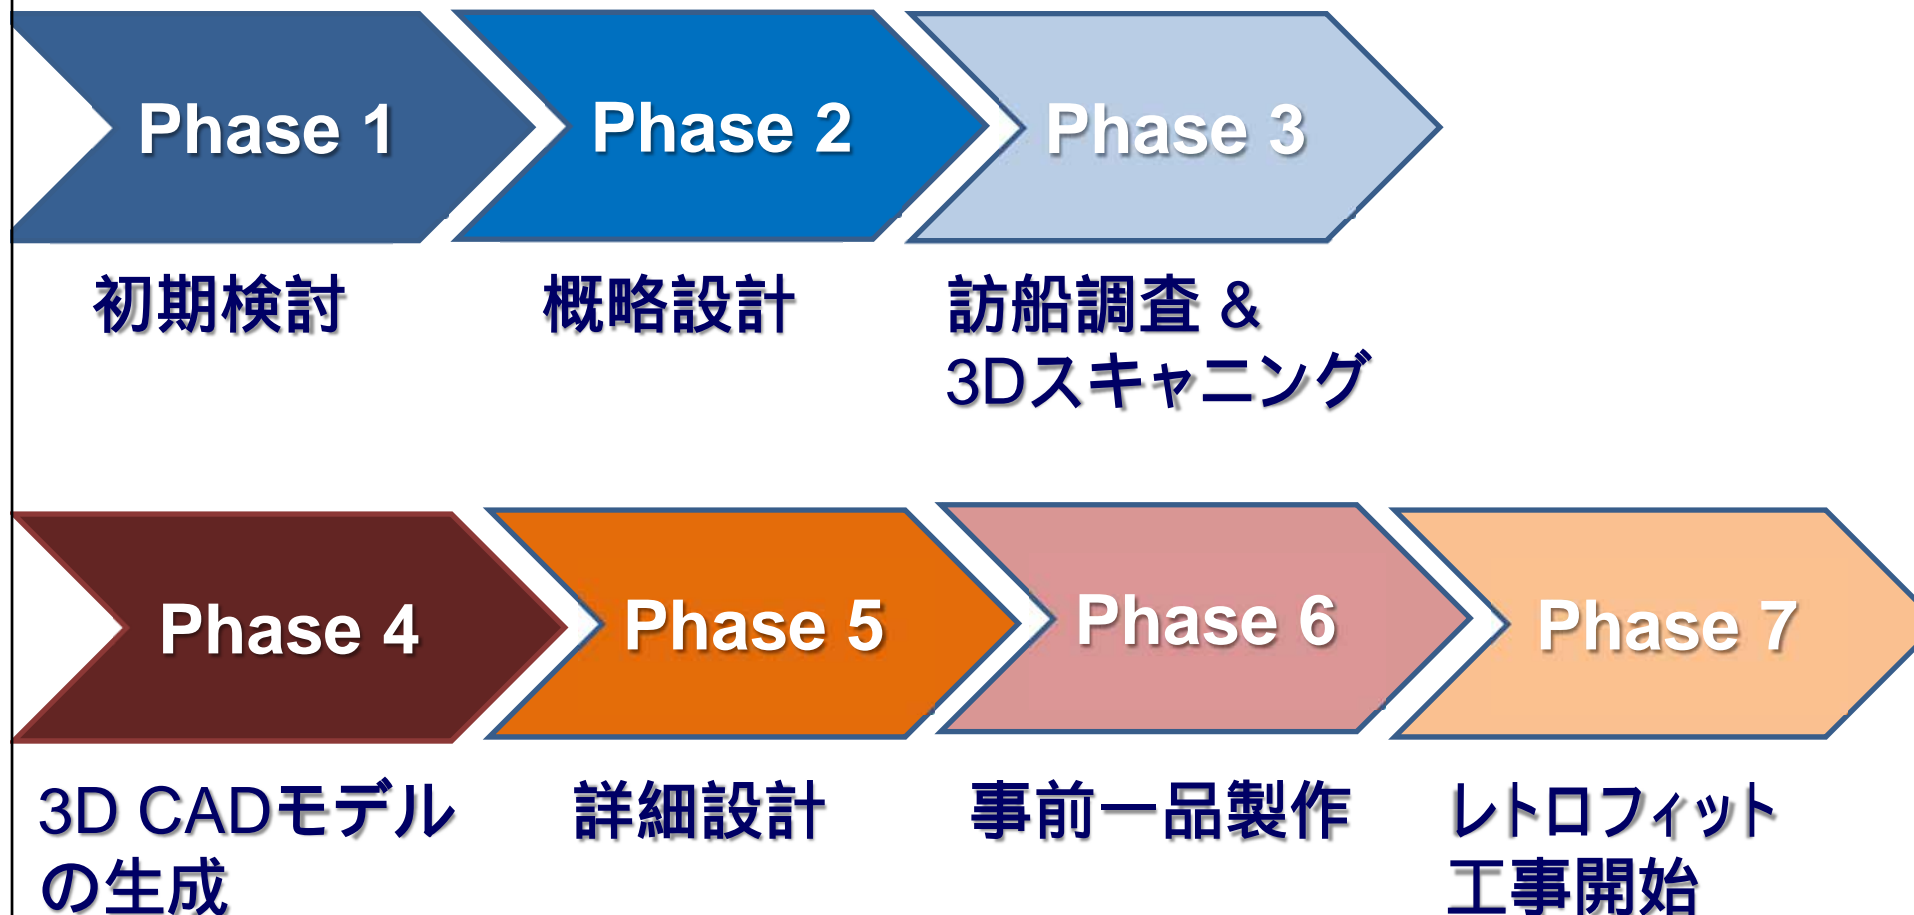 Phase 1
Phase 2
Phase 3
初期検討
概略設計
訪船調査 &
3Dスキャニング
Phase 4
Phase 5
Phase 6
Phase 7
3D CADモデル
の生成
詳細設計
事前一品製作
レトロフィット
工事開始